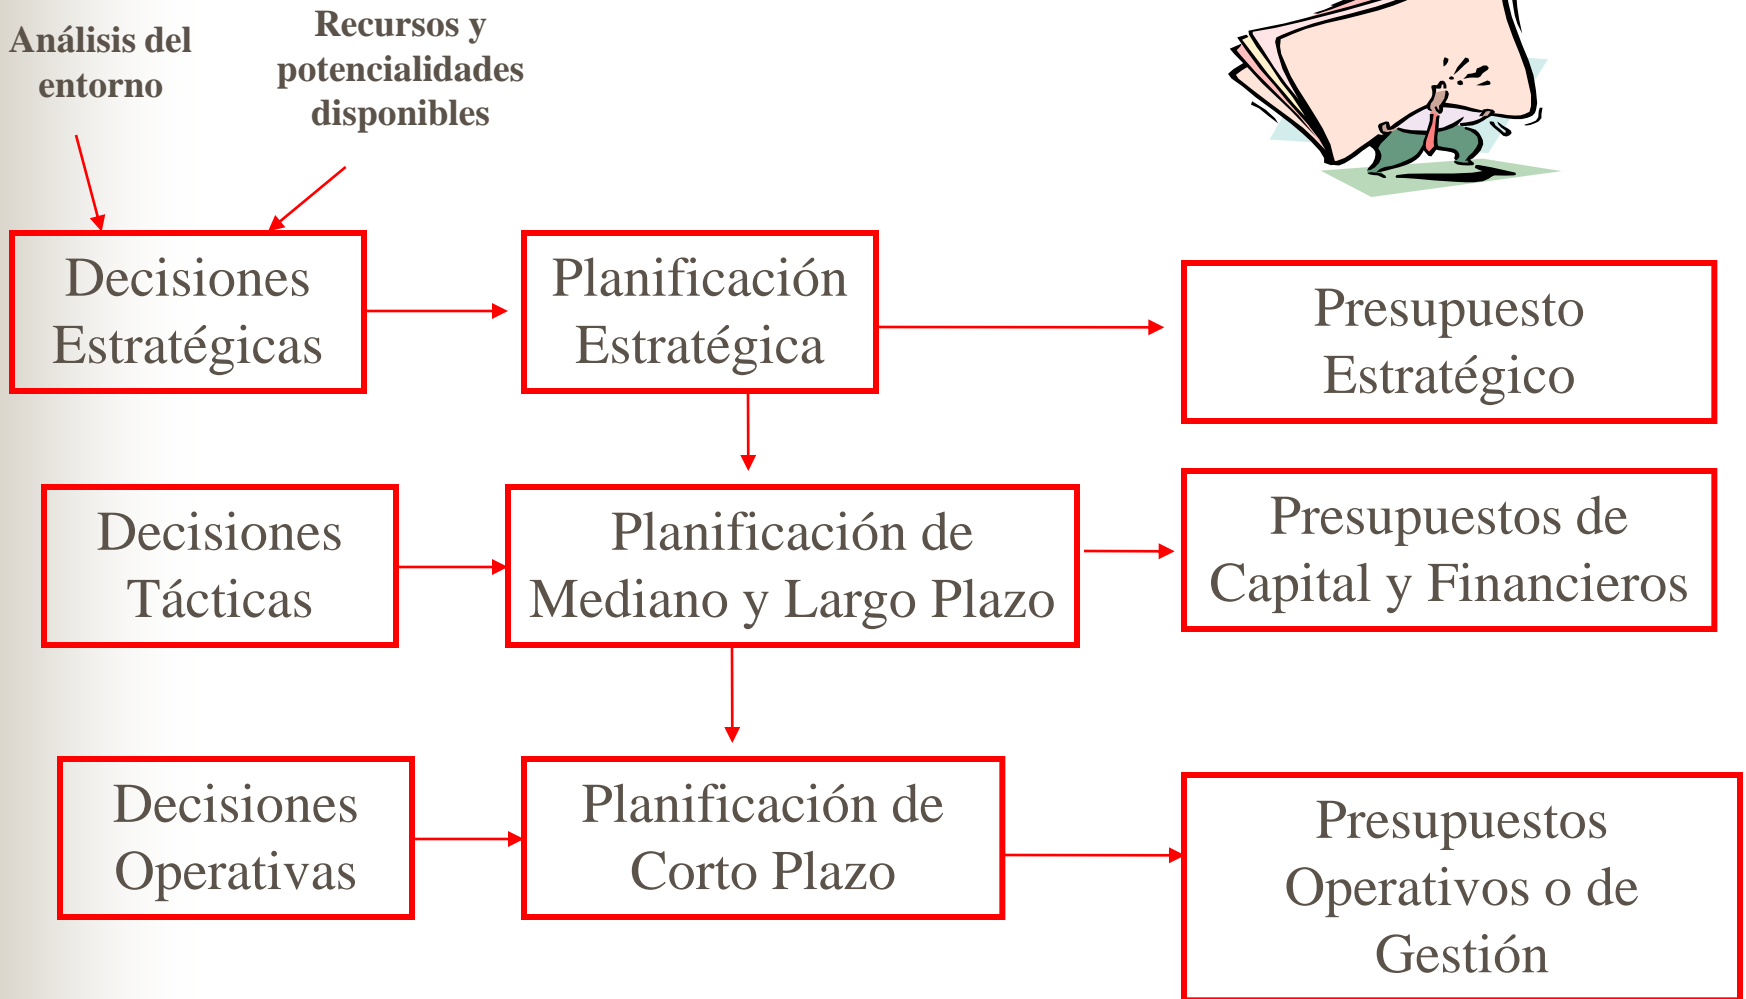 Análisis del
entorno
Recursos y
potencialidades
disponibles
Decisiones
Estratégicas
Planificación
Estratégica
Presupuesto
Estratégico
Decisiones
Tácticas
Planificación de
Mediano y Largo Plazo
Presupuestos de
Capital y Financieros
Decisiones
Operativas
Planificación de
Corto Plazo
Presupuestos
Operativos o de
Gestión